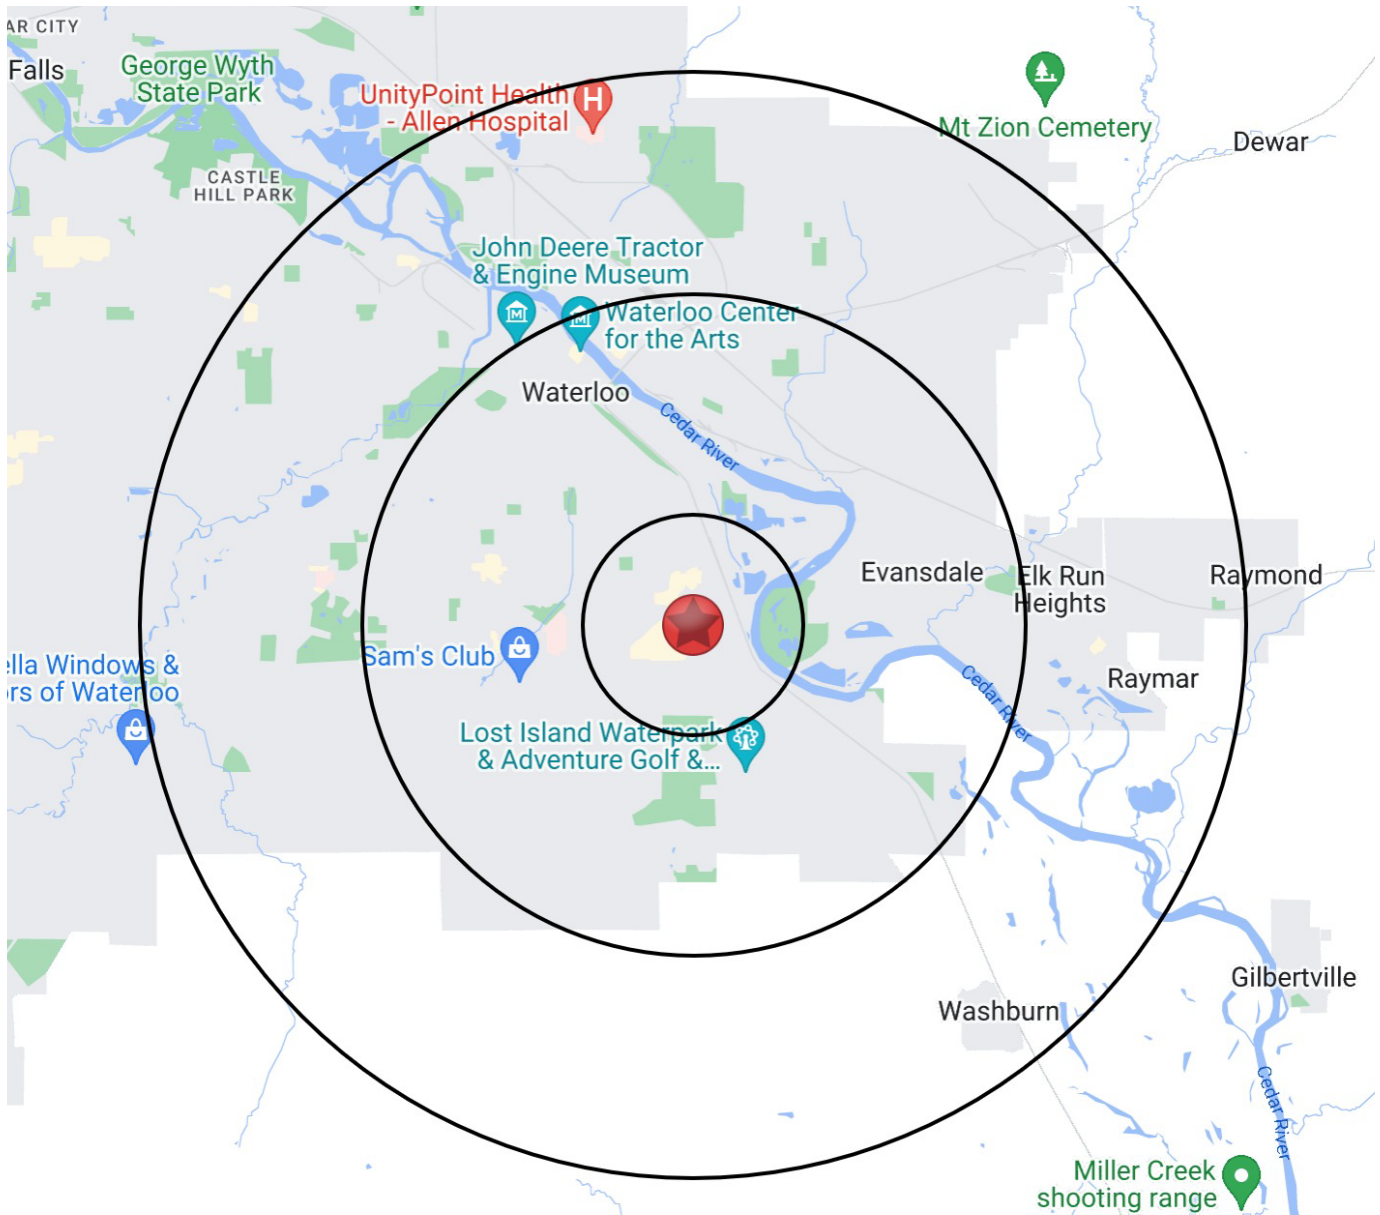 AR CITY
Falls
George Wyth
State Park
UnityPoint Health
- Allen Hospital
H
Mt Zion Cemetery
Dewar
CASTLE
HILL PARK
John Deere Tractor
& Engine Museum
M
M
Waterloo Center
for the Arts
Waterloo
Cedar River
Evansdale
Elk Run
Heights
Raymond
Sam's Club
ella Windows &
ors of Waterloo
Raymar
Cedar River
Lost Island Waterpark
& Adventure Golf &...
Gilbertville
Washburn
Cedar River
Miller Creek
shooting range